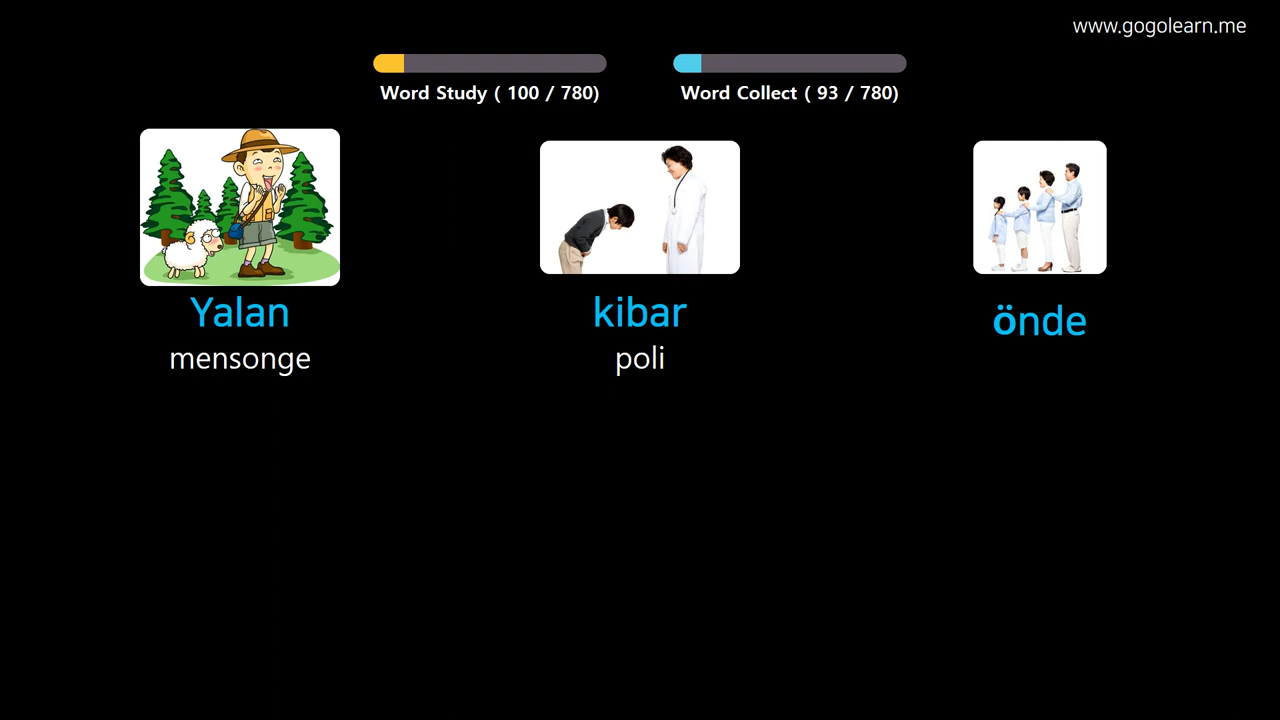 www.gogolearn.me
Word Study ( 100 / 780)
Word Collect ( 93 / 780)
Yalan
mensonge
kibar
poli
önde